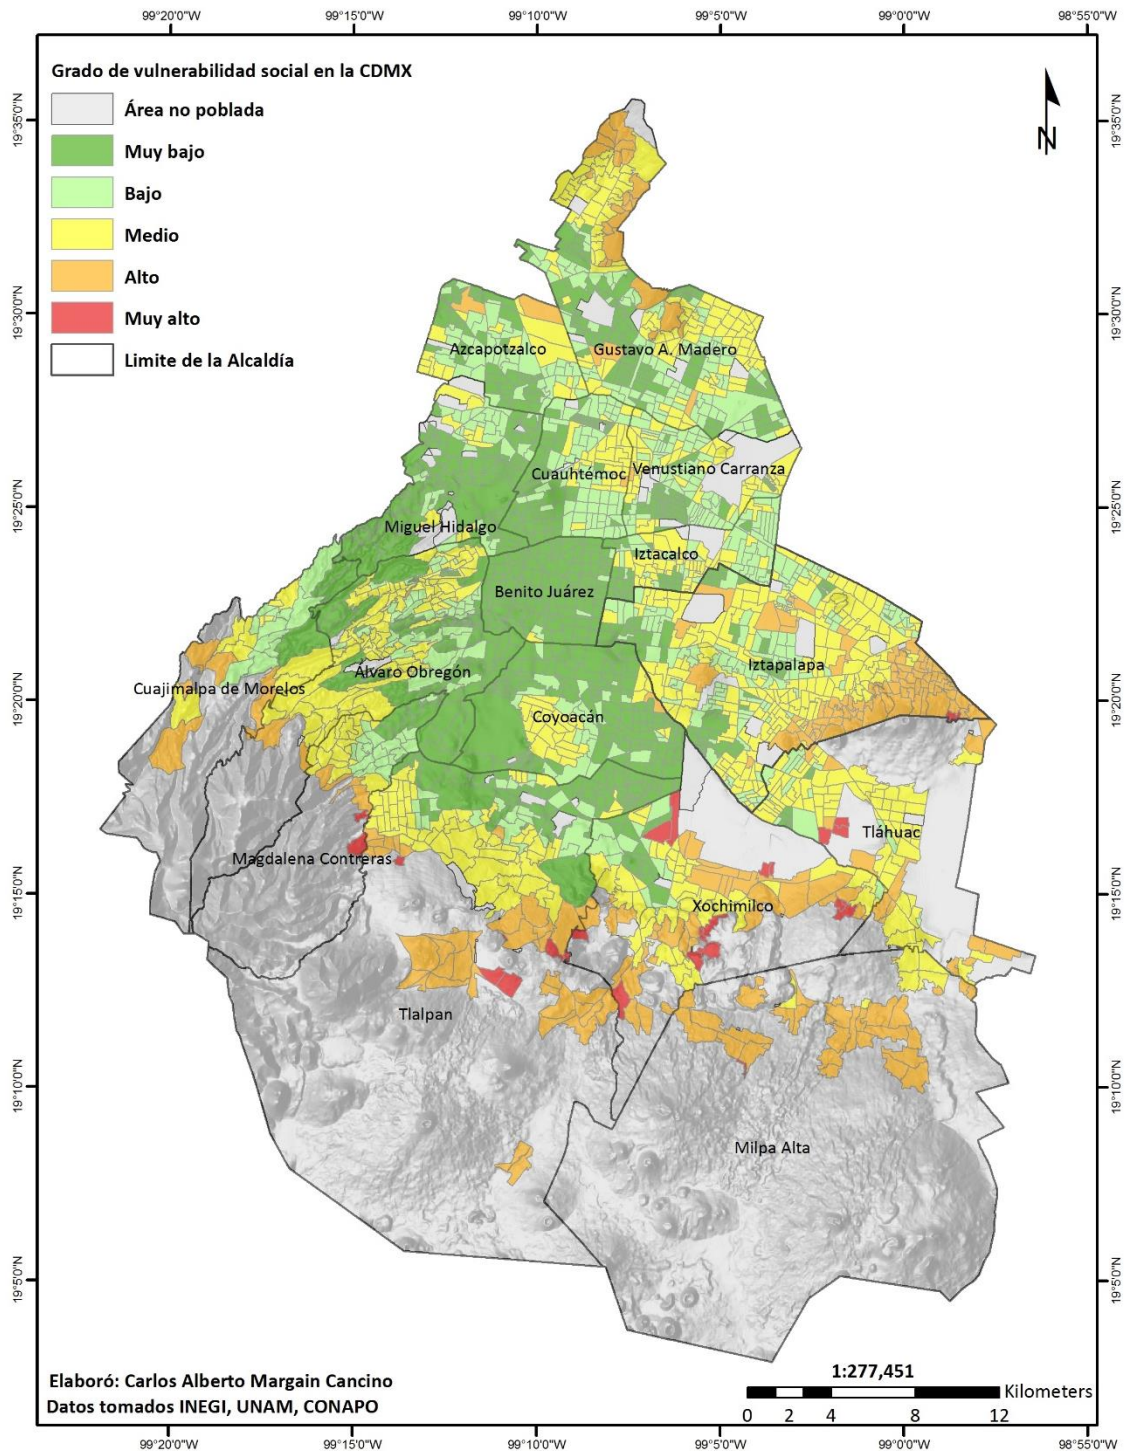 99°20'0"W 99°15'0"W 99°10'0"W 99°5'0"W 99°0'0"W 98°55'0"W
Grado de vulnerabilidad social en la CDMX
Área no poblada
Muy bajo
Bajo
Medio
Alto
Muy alto
Limite de la Alcaldía
N
19°35'0"N 19°35'0"N
19°30'0"N 19°30'0"N
Azcapotzalco Gustavo A. Madero
Cuauhtémoc Venustiano Carranza
19°25'0"N 19°25'0"N
Miguel Hidalgo
Iztacalco
Benito Juárez
Iztapalapa
Alvaro Obregón
Cuajimalpa de Morelos
19°20'0"N 19°20'0"N
Coyoacán
Tláhuac
Magdalena Contreras
19°15'0"N 19°15'0"N
Xochimilco
Tlalpan
19°10'0"N 19°10'0"N
Milpa Alta
19°5'0"N 19°5'0"N
Elaboró: Carlos Alberto Margain Cancino
Datos tomados INEGI, UNAM, CONAPO
1:277,451
Kilometers
0 2 4 8 12
99°20'0"W 99°15'0"W 99°10'0"W 99°5'0"W 99°0'0"W 98°55'0"W